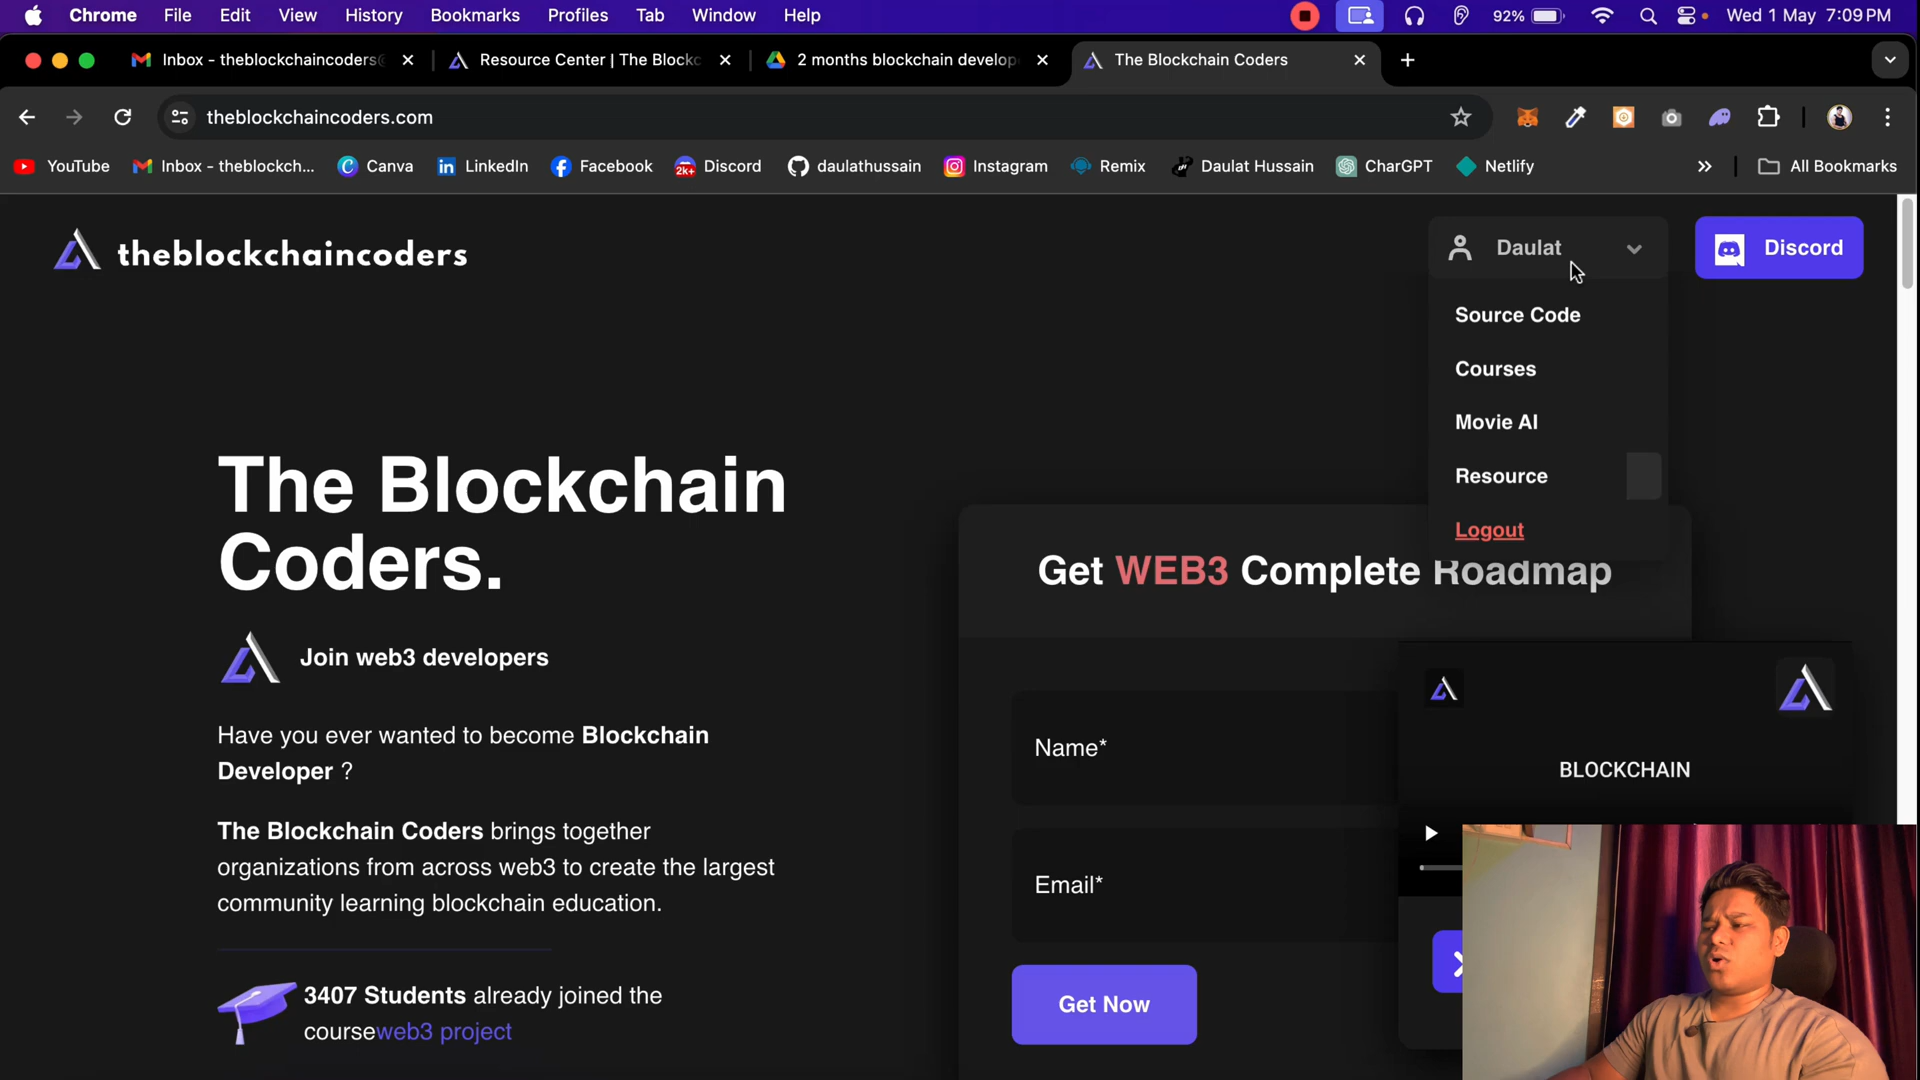 Chrome File Edit View History Bookmarks Profiles Tab Window Help 92% Wed 1 May 7:09 PM
Inbox - theblockchaincoders@ Resource Center | The Blockc 2 months blockchain develop The Blockchain Coders
theblockchaincoders.com
YouTube Inbox - theblockch... Canva LinkedIn Facebook 2K+ Discord daulathussain Instagram Remix Daulat Hussain CharGPT Netlify All Bookmarks
theblockchaincoders
Daulat
Discord
Source Code
Courses
Movie AI
Resource
Logout
The Blockchain
Coders.
Join web3 developers
Have you ever wanted to become Blockchain
Developer ?
The Blockchain Coders brings together
organizations from across web3 to create the largest
community learning blockchain education.
3407 Students already joined the
courseweb3 project
Get WEB3 Complete Roadmap
Name*
Email*
Get Now
BLOCKCHAIN